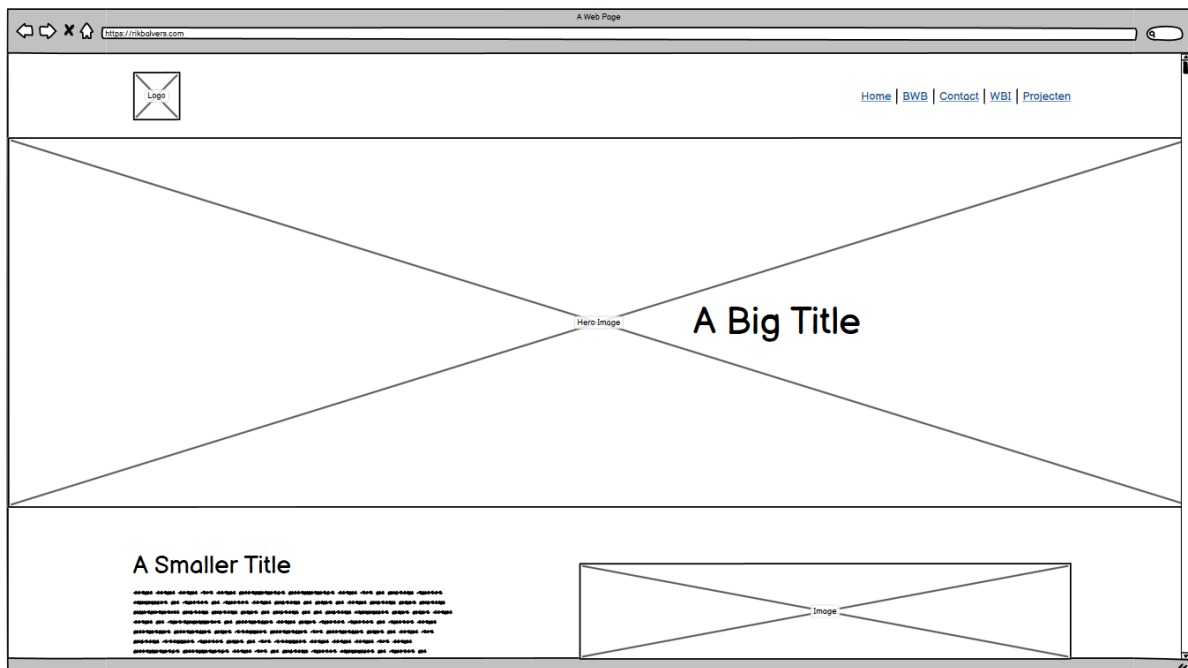 A Web Page
https://rikbalvers.com
Logo
Home | BWB | Contact | WBI | Projecten
Hero Image
A Big Title
A Smaller Title
Image